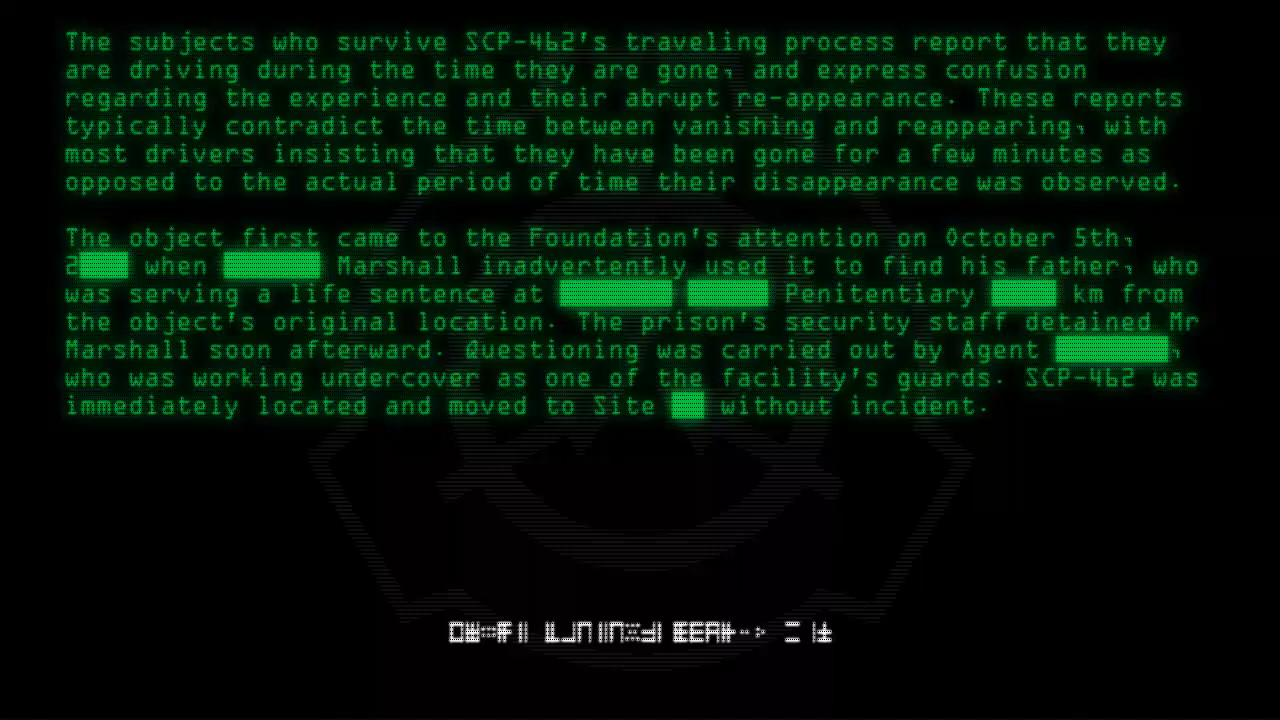 The subjects who survive SCP-462's traveling process report that they
are driving during the time they are gone, and express confusion
regarding the experience and their abrupt re-appearance. These reports
typically contradict the time between vanishing and reappearing, with
most drivers insisting that they have been gone for a few minutes as
opposed to the actual period of time their disappearance was observed.
The object first came to the Foundation's attention on October 5th,
2███ when ██████ Marshall inadvertently used it to find his father, who
was serving a life sentence at ███████ █████ Penitentiary ████ km from
the object's original location. The prison's security staff detained Mr
Marshall soon afterward. Questioning was carried out by Agent ███████,
who was working undercover as one of the facility's guards. SCP-462 was
immediately located and moved to Site ██ without incident.